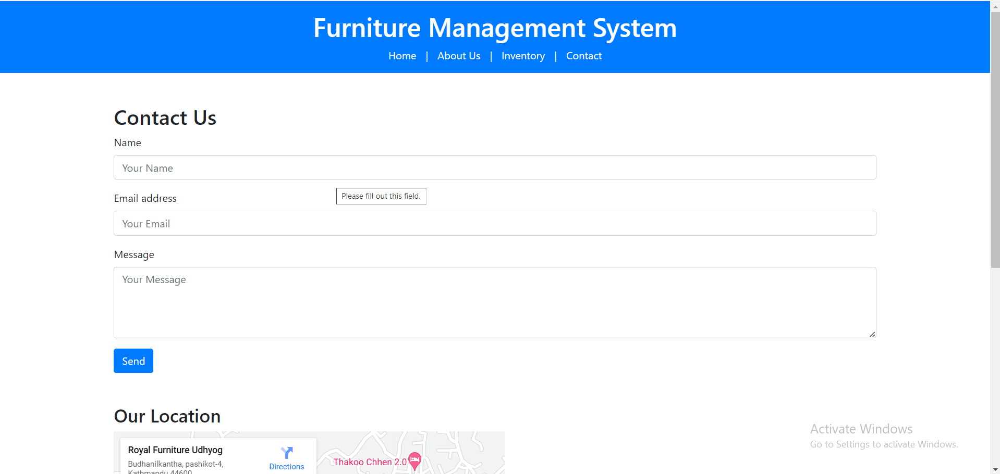 Furniture Management System
Home | About Us | Inventory | Contact
Contact Us
Name
Your Name
Please fill out this field.
Email address
Your Email
Message
Your Message
Send
Our Location
Royal Furniture Udhyog
Budhanilkantha, pashikot-4,
Kathmandu 44600
Directions
Thakoo Chhen 2.0
Activate Windows
Go to Settings to activate Windows.